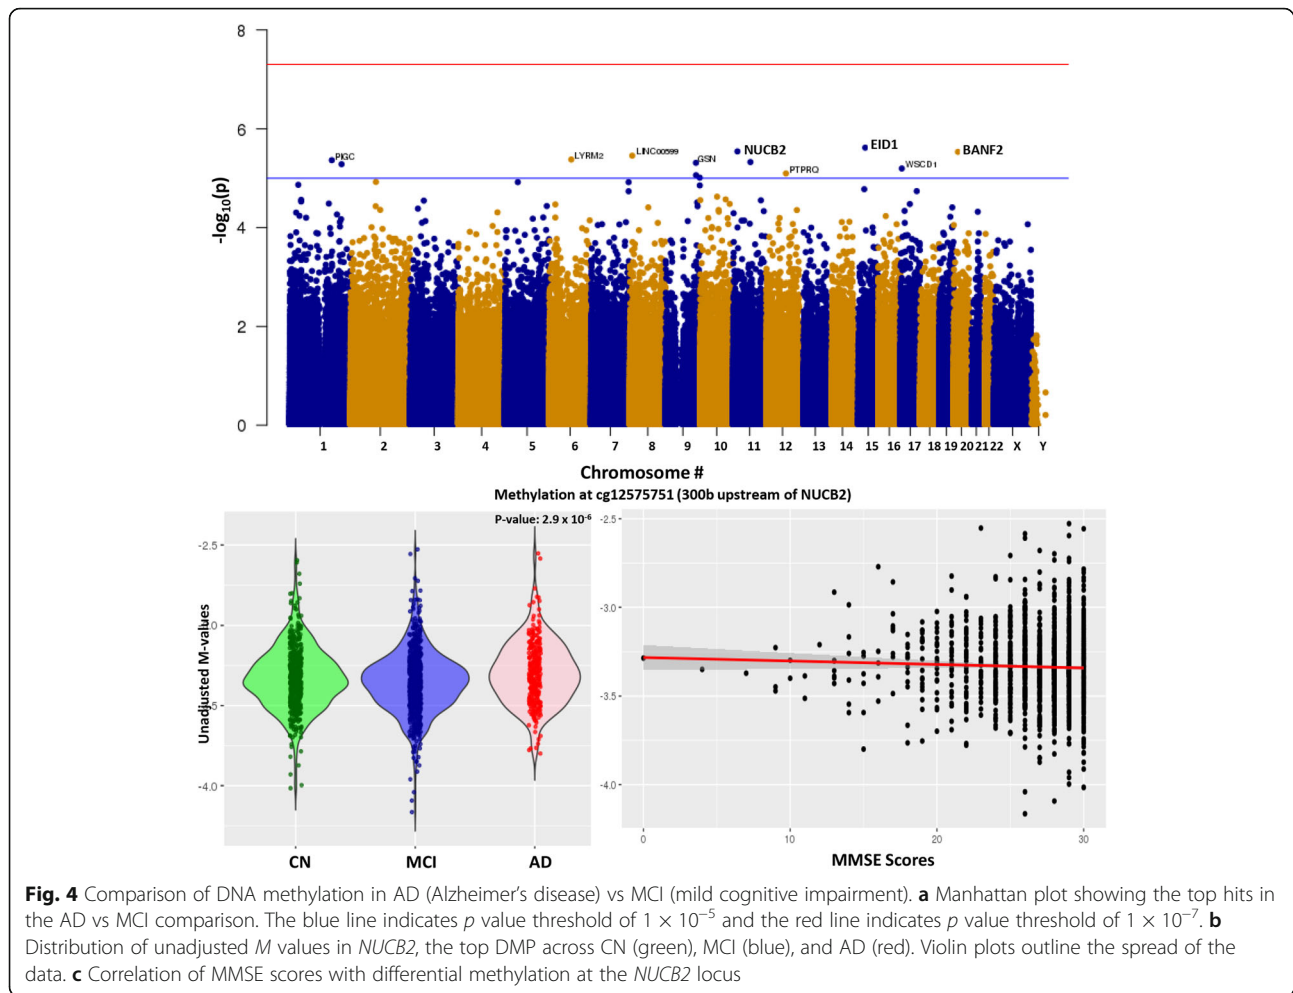 8
6
4
2
0
-log10(p)
PIGC
LYRM2
LINC00599
GSN
NUCB2
PTPRQ
EID1
WSCD1
BANF2
1 2 3 4 5 6 7 8 9 10 11 12 13 14 15 16 17 18 19 20 21 22 X Y
Chromosome #
Methylation at cg12575751 (300b upstream of NUCB2)
P-value: 2.9 x 10-6
Unadjusted M-values
-2.5
-3.0
-3.5
-4.0
CN MCI AD
-2.5
-3.0
-3.5
-4.0
0 10 20 30
MMSE Scores
Fig. 4 Comparison of DNA methylation in AD (Alzheimer's disease) vs MCI (mild cognitive impairment). a Manhattan plot showing the top hits in
the AD vs MCI comparison. The blue line indicates p value threshold of 1 × 10−5 and the red line indicates p value threshold of 1 × 10−7. b
Distribution of unadjusted M values in NUCB2, the top DMP across CN (green), MCI (blue), and AD (red). Violin plots outline the spread of the
data. c Correlation of MMSE scores with differential methylation at the NUCB2 locus